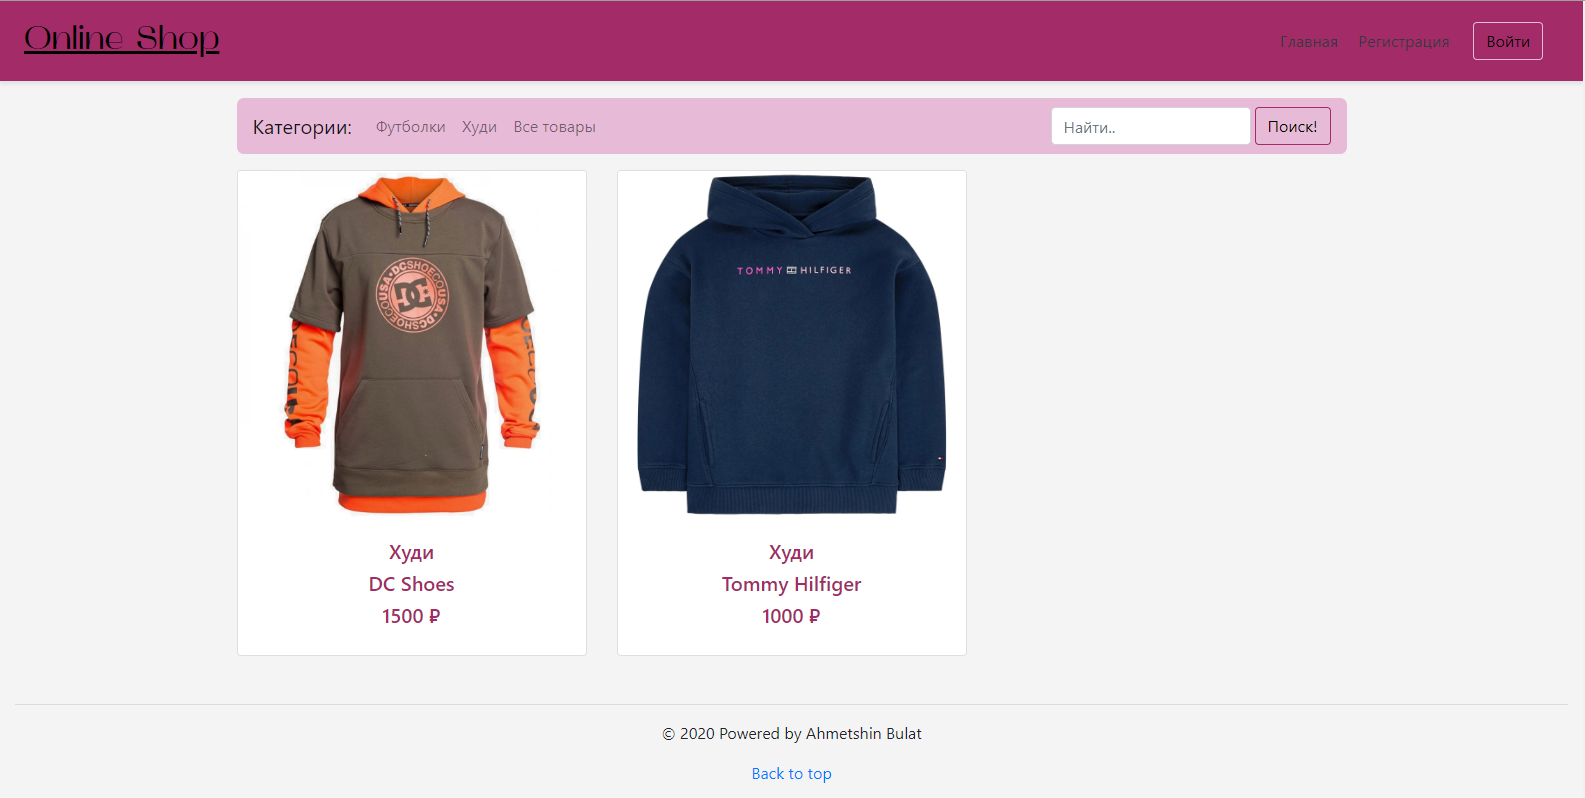 Online Shop
Главная Регистрация Войти
Категории: Футболки Худи Все товары Найти.. Поиск!
DCSHOECOUSA
DC
TOMMY HILFIGER
Худи
DC Shoes
1500 ₽
Худи
Tommy Hilfiger
1000 ₽
© 2020 Powered by Ahmetshin Bulat
Back to top